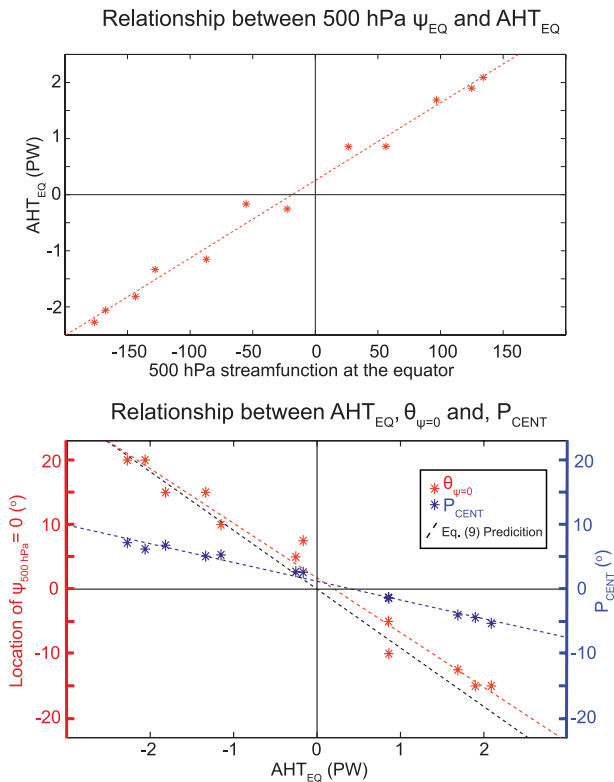 Relationship between 500 hPa ψEQ and AHTEQ
AHTEQ (PW)
2
1
0
-1
-2
-150 -100 -50 0 50 100 150
500 hPa streamfunction at the equator
Relationship between AHTEQ, θψ=0 and, PCENT
Location of ψ500 hPa = 0 (°)
20
10
0
-10
-20
θψ=0
PCENT
Eq. (9) Predicition
20
10
0
-10
-20
PCENT (°)
-2 -1 0 1 2
AHTEQ (PW)